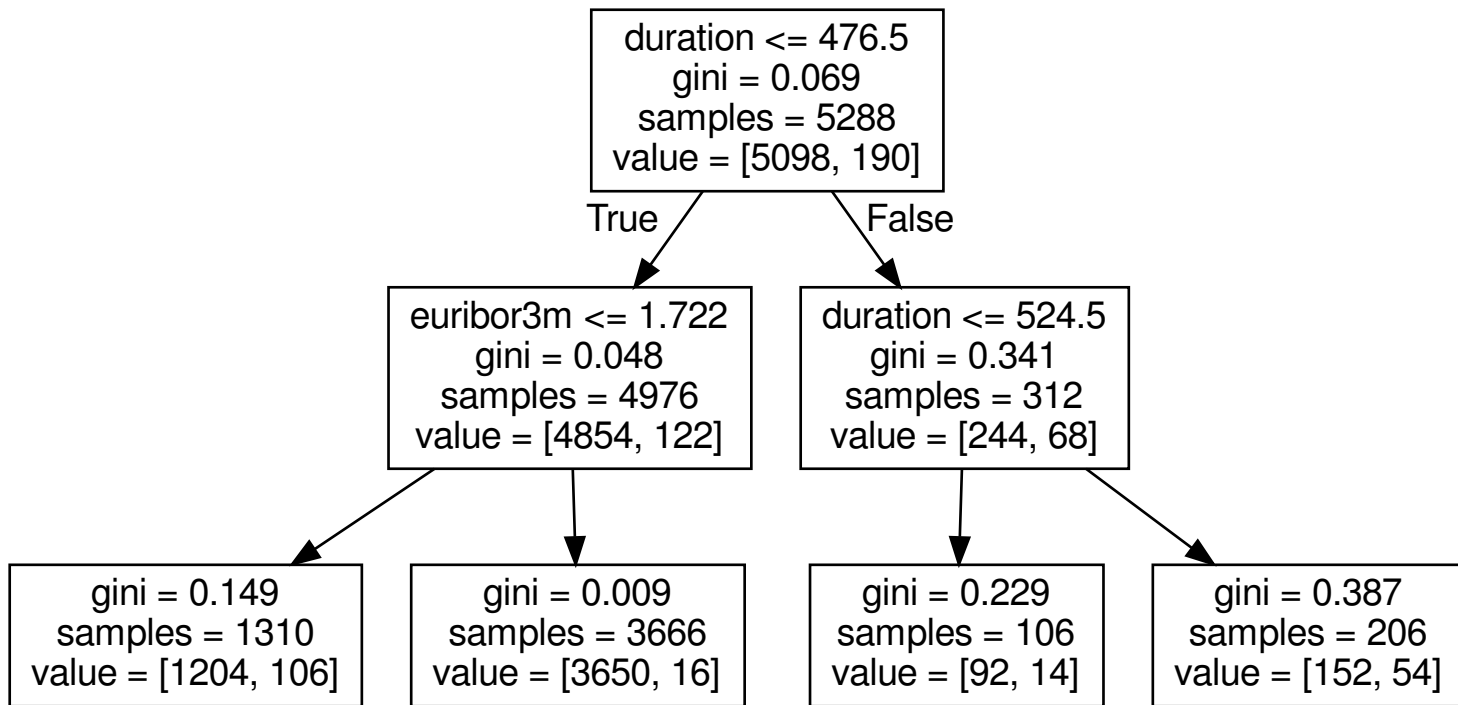 duration <= 476.5
gini = 0.069
samples = 5288
value = [5098, 190]
True
False
euribor3m <= 1.722
gini = 0.048
samples = 4976
value = [4854, 122]
duration <= 524.5
gini = 0.341
samples = 312
value = [244, 68]
gini = 0.149
samples = 1310
value = [1204, 106]
gini = 0.009
samples = 3666
value = [3650, 16]
gini = 0.229
samples = 106
value = [92, 14]
gini = 0.387
samples = 206
value = [152, 54]